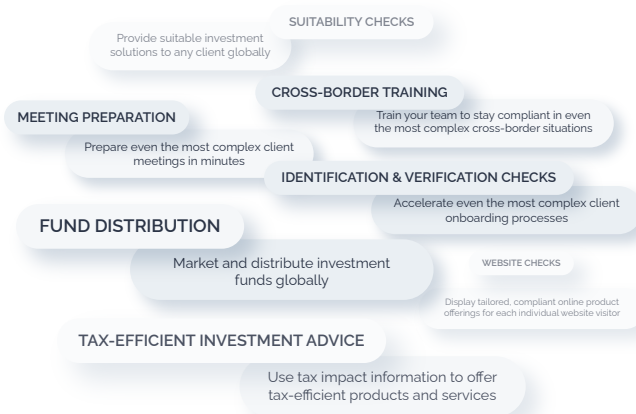 SUITABILITY CHECKS
Provide suitable investment
solutions to any client globally
CROSS-BORDER TRAINING
Train your team to stay compliant in even
the most complex cross-border situations
MEETING PREPARATION
Prepare even the most complex client
meetings in minutes
IDENTIFICATION & VERIFICATION CHECKS
Accelerate even the most complex client
onboarding processes
FUND DISTRIBUTION
Market and distribute investment
funds globally
WEBSITE CHECKS
Display tailored, compliant online product
offerings for each individual website visitor
TAX-EFFICIENT INVESTMENT ADVICE
Use tax impact information to offer
tax-efficient products and services